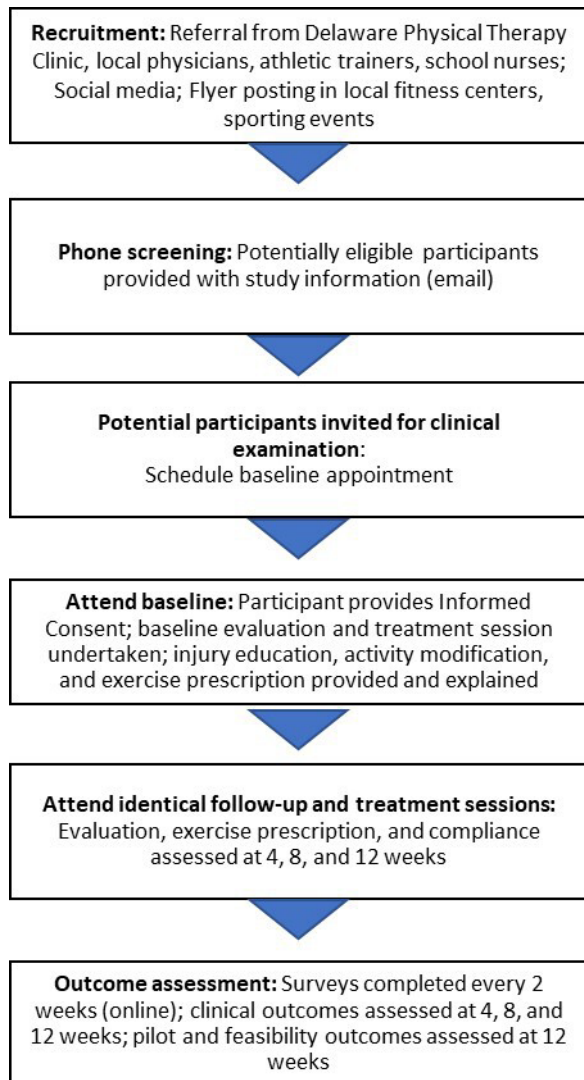 Recruitment: Referral from Delaware Physical Therapy
Clinic, local physicians, athletic trainers, school nurses;
Social media; Flyer posting in local fitness centers,
sporting events
Phone screening: Potentially eligible participants
provided with study information (email)
Potential participants invited for clinical
examination:
Schedule baseline appointment
Attend baseline: Participant provides Informed
Consent; baseline evaluation and treatment session
undertaken; injury education, activity modification,
and exercise prescription provided and explained
Attend identical follow-up and treatment sessions:
Evaluation, exercise prescription, and compliance
assessed at 4, 8, and 12 weeks
Outcome assessment: Surveys completed every 2
weeks (online); clinical outcomes assessed at 4, 8, and
12 weeks; pilot and feasibility outcomes assessed at 12
weeks